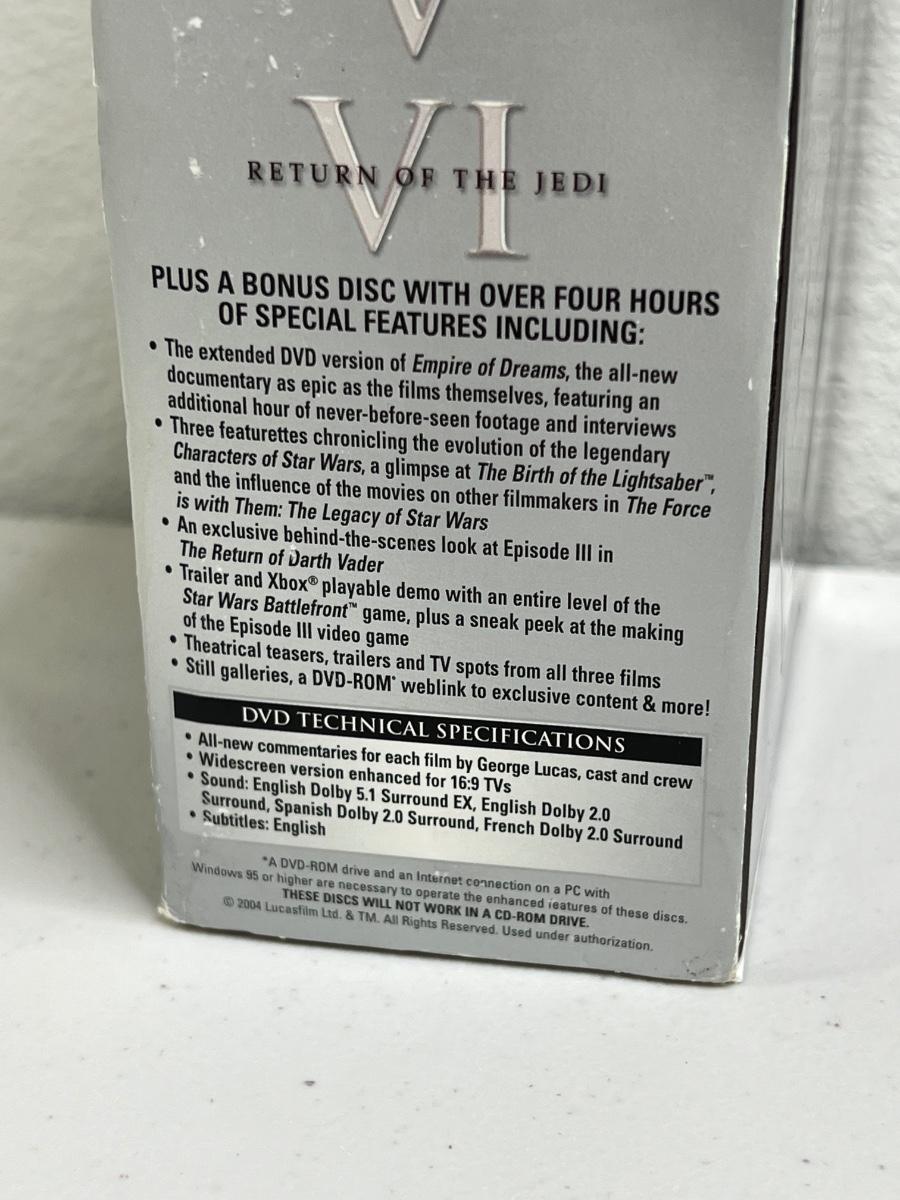 V
VI
RETURN OF THE JEDI
PLUS A BONUS DISC WITH OVER FOUR HOURS
OF SPECIAL FEATURES INCLUDING:
• The extended DVD version of Empire of Dreams, the all-new
documentary as epic as the films themselves, featuring an
additional hour of never-before-seen footage and interviews
• Three featurettes chronicling the evolution of the legendary
Characters of Star Wars, a glimpse at The Birth of the Lightsaber™,
and the influence of the movies on other filmmakers in The Force
is with Them: The Legacy of Star Wars
• An exclusive behind-the-scenes look at Episode III in
The Return of Darth Vader
• Trailer and Xbox® playable demo with an entire level of the
Star Wars Battlefront™ game, plus a sneak peek at the making
of the Episode III video game
• Theatrical teasers, trailers and TV spots from all three films
• Still galleries, a DVD-ROM* weblink to exclusive content & more!
DVD TECHNICAL SPECIFICATIONS
• All-new commentaries for each film by George Lucas, cast and crew
• Widescreen version enhanced for 16:9 TVs
• Sound: English Dolby 5.1 Surround EX, English Dolby 2.0
Surround, Spanish Dolby 2.0 Surround, French Dolby 2.0 Surround
• Subtitles: English
*A DVD-ROM drive and an Internet connection on a PC with
Windows 95 or higher are necessary to operate the enhanced features of these discs.
THESE DISCS WILL NOT WORK IN A CD-ROM DRIVE.
© 2004 Lucasfilm Ltd. & TM. All Rights Reserved. Used under authorization.